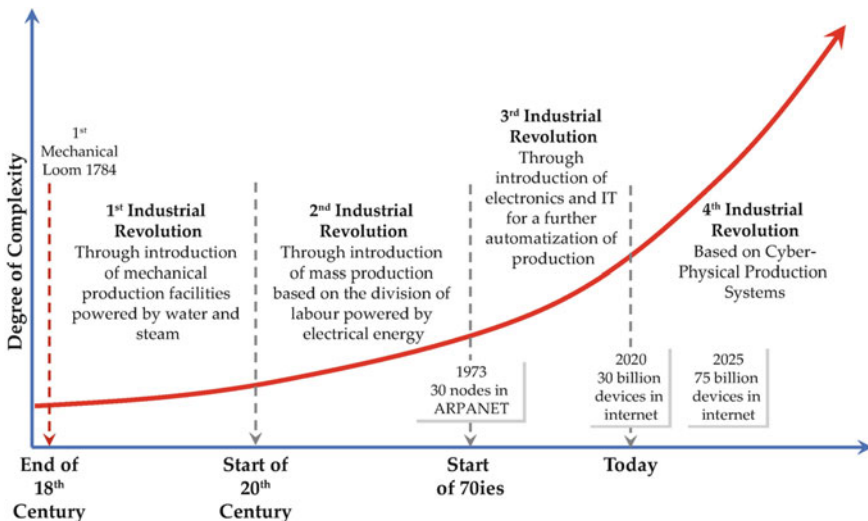 Degree of Complexity
1st
Mechanical
Loom 1784
1st Industrial
Revolution
Through introduction
of mechanical
production facilities
powered by water and
steam
2nd Industrial
Revolution
Through introduction
of mass production
based on the division of
labour powered by
electrical energy
3rd Industrial
Revolution
Through
introduction of
electronics and IT
for a further
automatization of
production
4th Industrial
Revolution
Based on Cyber-
Physical Production
Systems
1973
30 nodes in
ARPANET
2020
30 billion
devices in
internet
2025
75 billion
devices in
internet
End of
18th
Century
Start of
20th
Century
Start
of 70ies
Today